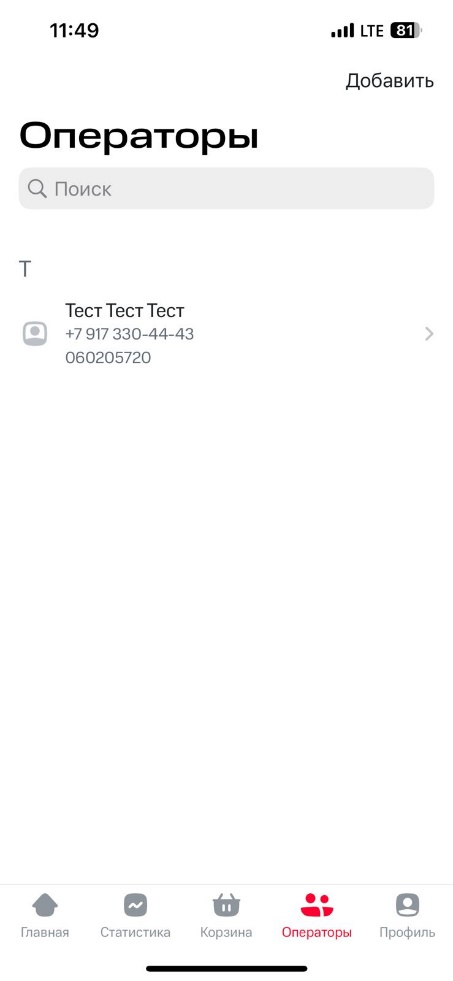 11:49
LTE 81
Добавить
Операторы
Поиск
Т
Тест Тест Тест
+7 917 330-44-43
060205720
Главная
Статистика
Корзина
Операторы
Профиль